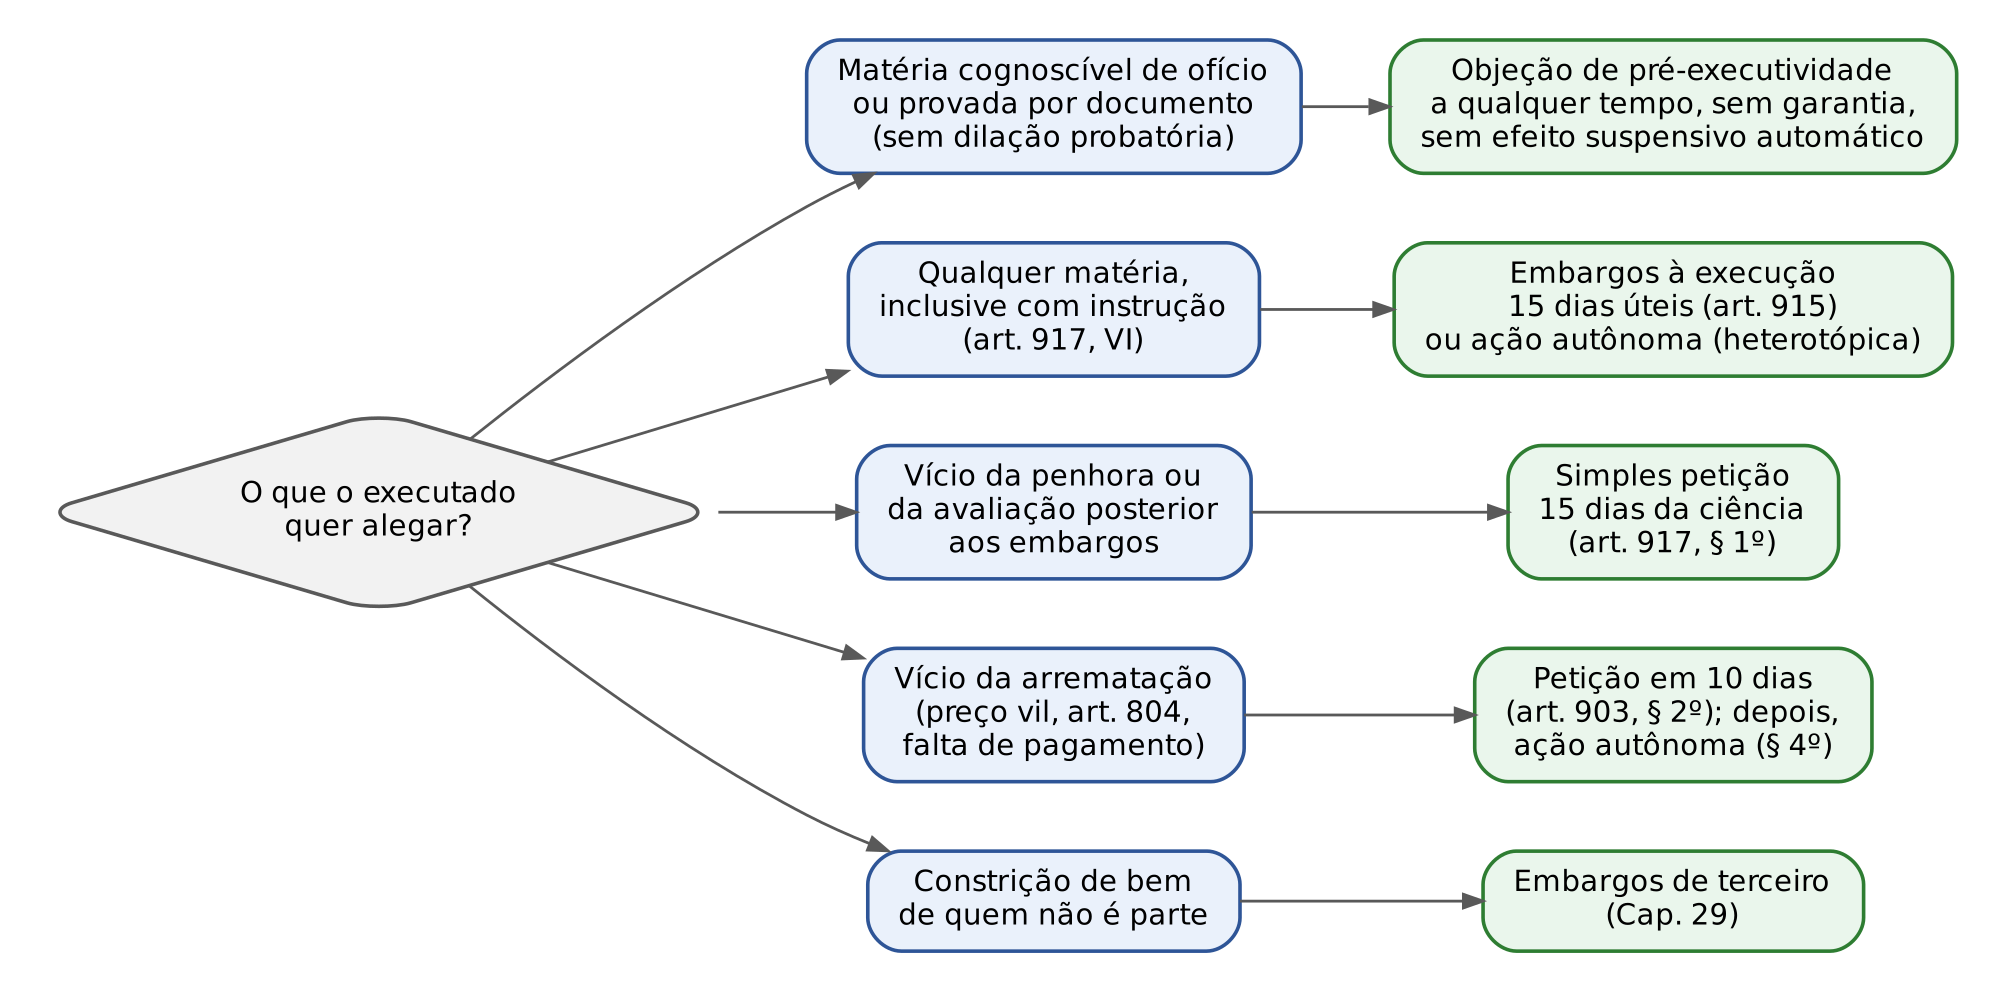 O que o executado
quer alegar?
Matéria cognoscível de ofício
ou provada por documento
(sem dilação probatória)
Objeção de pré-executividade
a qualquer tempo, sem garantia,
sem efeito suspensivo automático
Qualquer matéria,
inclusive com instrução
(art. 917, VI)
Embargos à execução
15 dias úteis (art. 915)
ou ação autônoma (heterotópica)
Vício da penhora ou
da avaliação posterior
aos embargos
Simples petição
15 dias da ciência
(art. 917, § 1º)
Vício da arrematação
(preço vil, art. 804,
falta de pagamento)
Petição em 10 dias
(art. 903, § 2º); depois,
ação autônoma (§ 4º)
Constrição de bem
de quem não é parte
Embargos de terceiro
(Cap. 29)